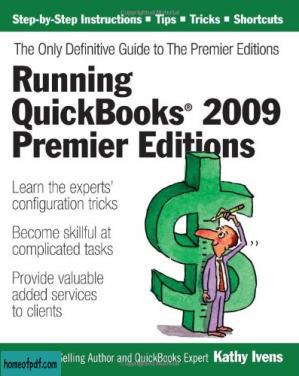 Step-by-Step Instructions ■ Tips ■ Tricks ■ Shortcuts
The Only Definitive Guide to The Premier Editions
Running
QuickBooks® 2009
Premier Editions
Learn the experts'
configuration tricks
Become skillful at
complicated tasks
Provide valuable
added services
to clients
homeofpdf.com
Selling Author and QuickBooks Expert Kathy Ivens